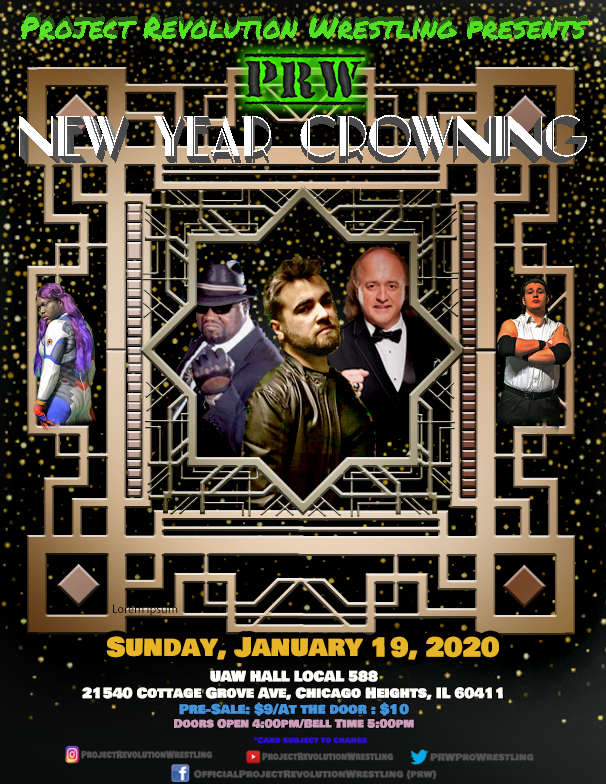 Project Revolution Wrestling presents
PRW
NEW YEAR CROWNING
Lorem ipsum
Sunday, January 19, 2020
UAW HALL LOCAL 588
21540 Cottage Grove Ave, Chicago Heights, IL 60411
Pre-Sale: $9/At the door : $10
Doors Open 4:00pm/Bell Time 5:00pm
*Card subject to change
ProjectRevolutionWrestling ProjectRevolutionWrestling PRWProWrestling
OfficialProjectRevolutionWrestling (prw)